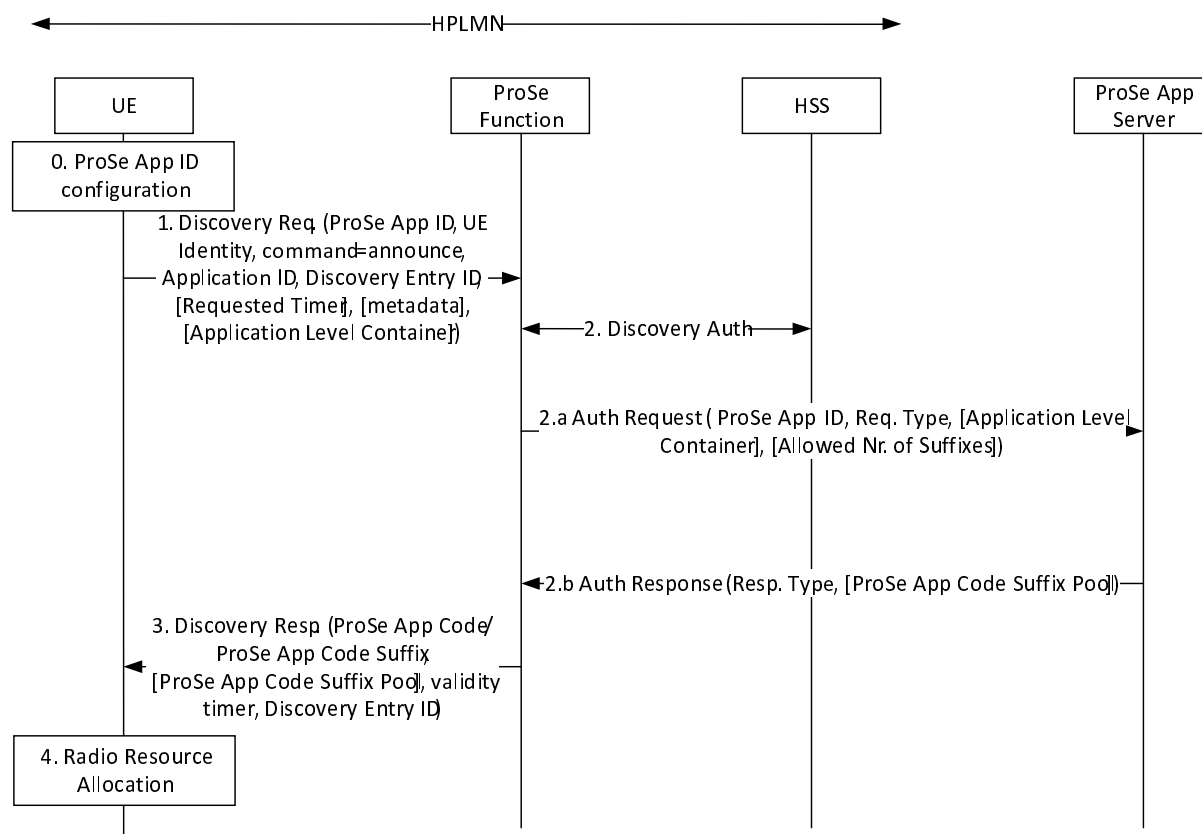 HPLMN
UE
ProSe
Function
HSS
ProSe App
Server
0. ProSe App ID
configuration
1. Discovery Req. (ProSe App ID, UE
Identity, command=announce,
Application ID, Discovery Entry ID,
[Requested Timer], [metadata],
[Application Level Container])
2. Discovery Auth
2.a Auth Request ( ProSe App ID, Req. Type, [Application Level
Container], [Allowed Nr. of Suffixes])
2.b Auth Response (Resp. Type, [ProSe App Code Suffix Pool])
3. Discovery Resp. (ProSe App Code/
ProSe App Code Suffix,
[ProSe App Code Suffix Pool], validity
timer, Discovery Entry ID)
4. Radio Resource
Allocation